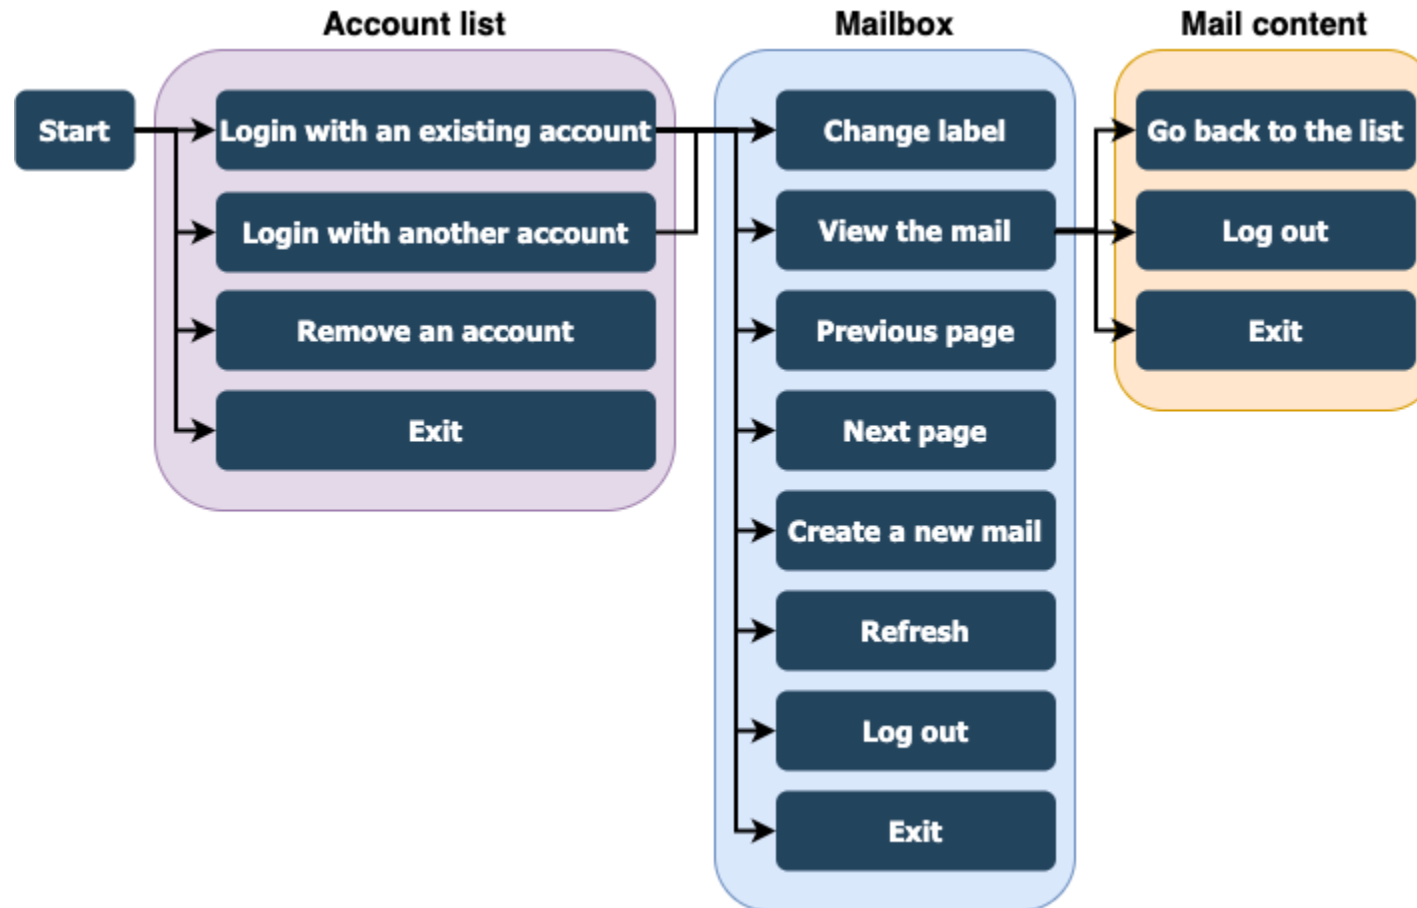 Account list
Mailbox
Mail content
Start
Login with an existing account
Login with another account
Remove an account
Exit
Change label
View the mail
Previous page
Next page
Create a new mail
Refresh
Log out
Exit
Go back to the list
Log out
Exit